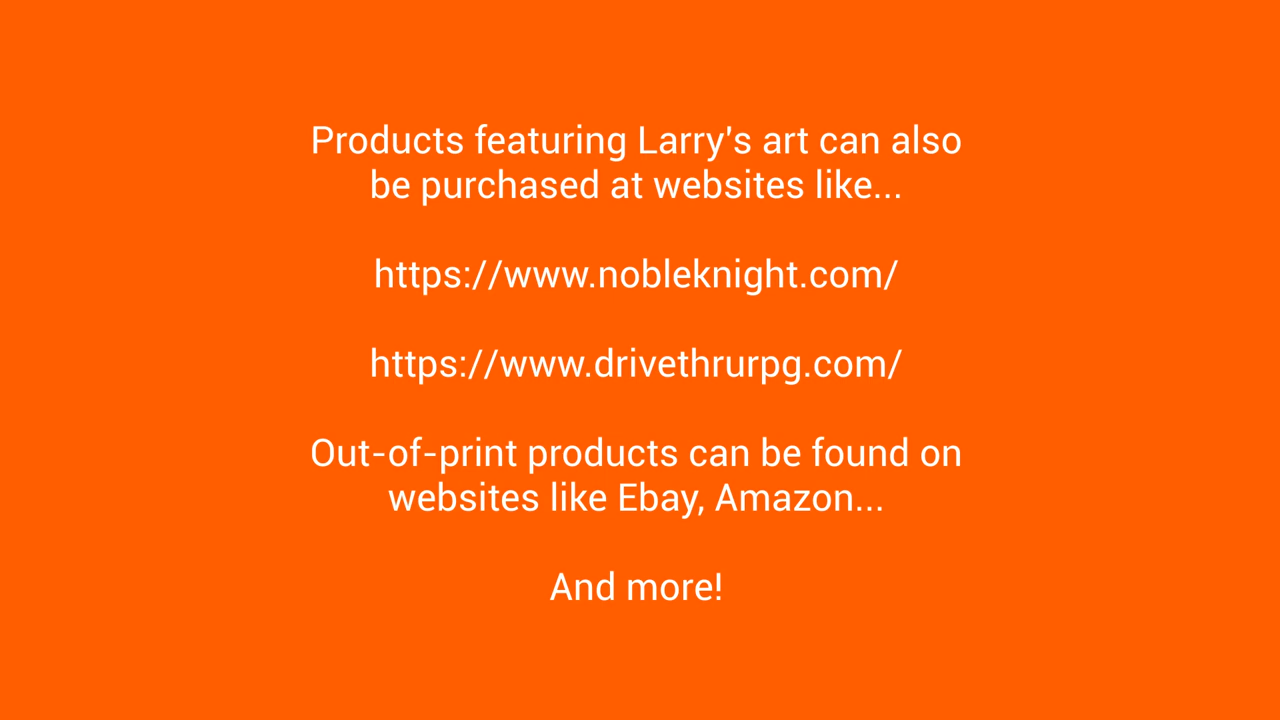 Products featuring Larry's art can also
be purchased at websites like...
https://www.nobleknight.com/
https://www.drivethrurpg.com/
Out-of-print products can be found on
websites like Ebay, Amazon...
And more!